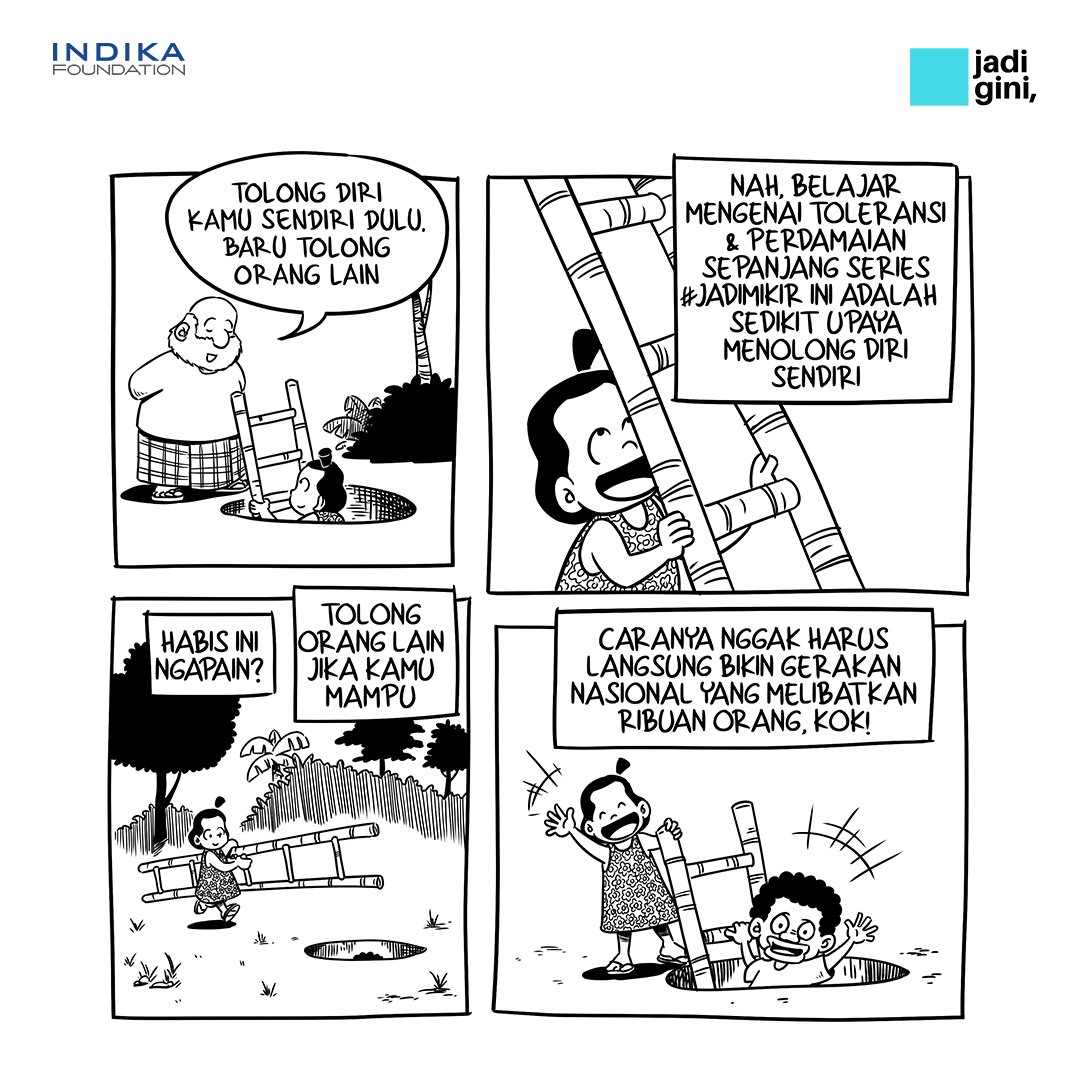 INDIKA
FOUNDATION
jadi
gini,
TOLONG DIRI
KAMU SENDIRI DULU.
BARU TOLONG
ORANG LAIN
NAH, BELAJAR
MENGENAI TOLERANSI
& PERDAMAIAN
SEPANJANG SERIES
#JADIMIKIR INI ADALAH
SEDIKIT UPAYA
MENOLONG DIRI
SENDIRI
HABIS INI
NGAPAIN?
TOLONG
ORANG LAIN
JIKA KAMU
MAMPU
CARANYA NGGAK HARUS
LANGSUNG BIKIN GERAKAN
NASIONAL YANG MELIBATKAN
RIBUAN ORANG, KOK!